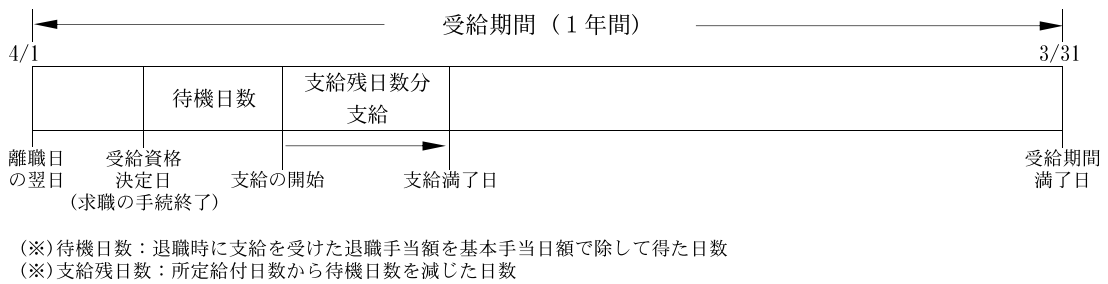 受給期間（１年間）
4/1
3/31
待機日数
支給残日数分
支給
離職日
の翌日
受給資格
決定日
（求職の手続終了）
支給の開始
支給満了日
受給期間
満了日
（※）待機日数：退職時に支給を受けた退職手当額を基本手当日額で除して得た日数
（※）支給残日数：所定給付日数から待機日数を減じた日数